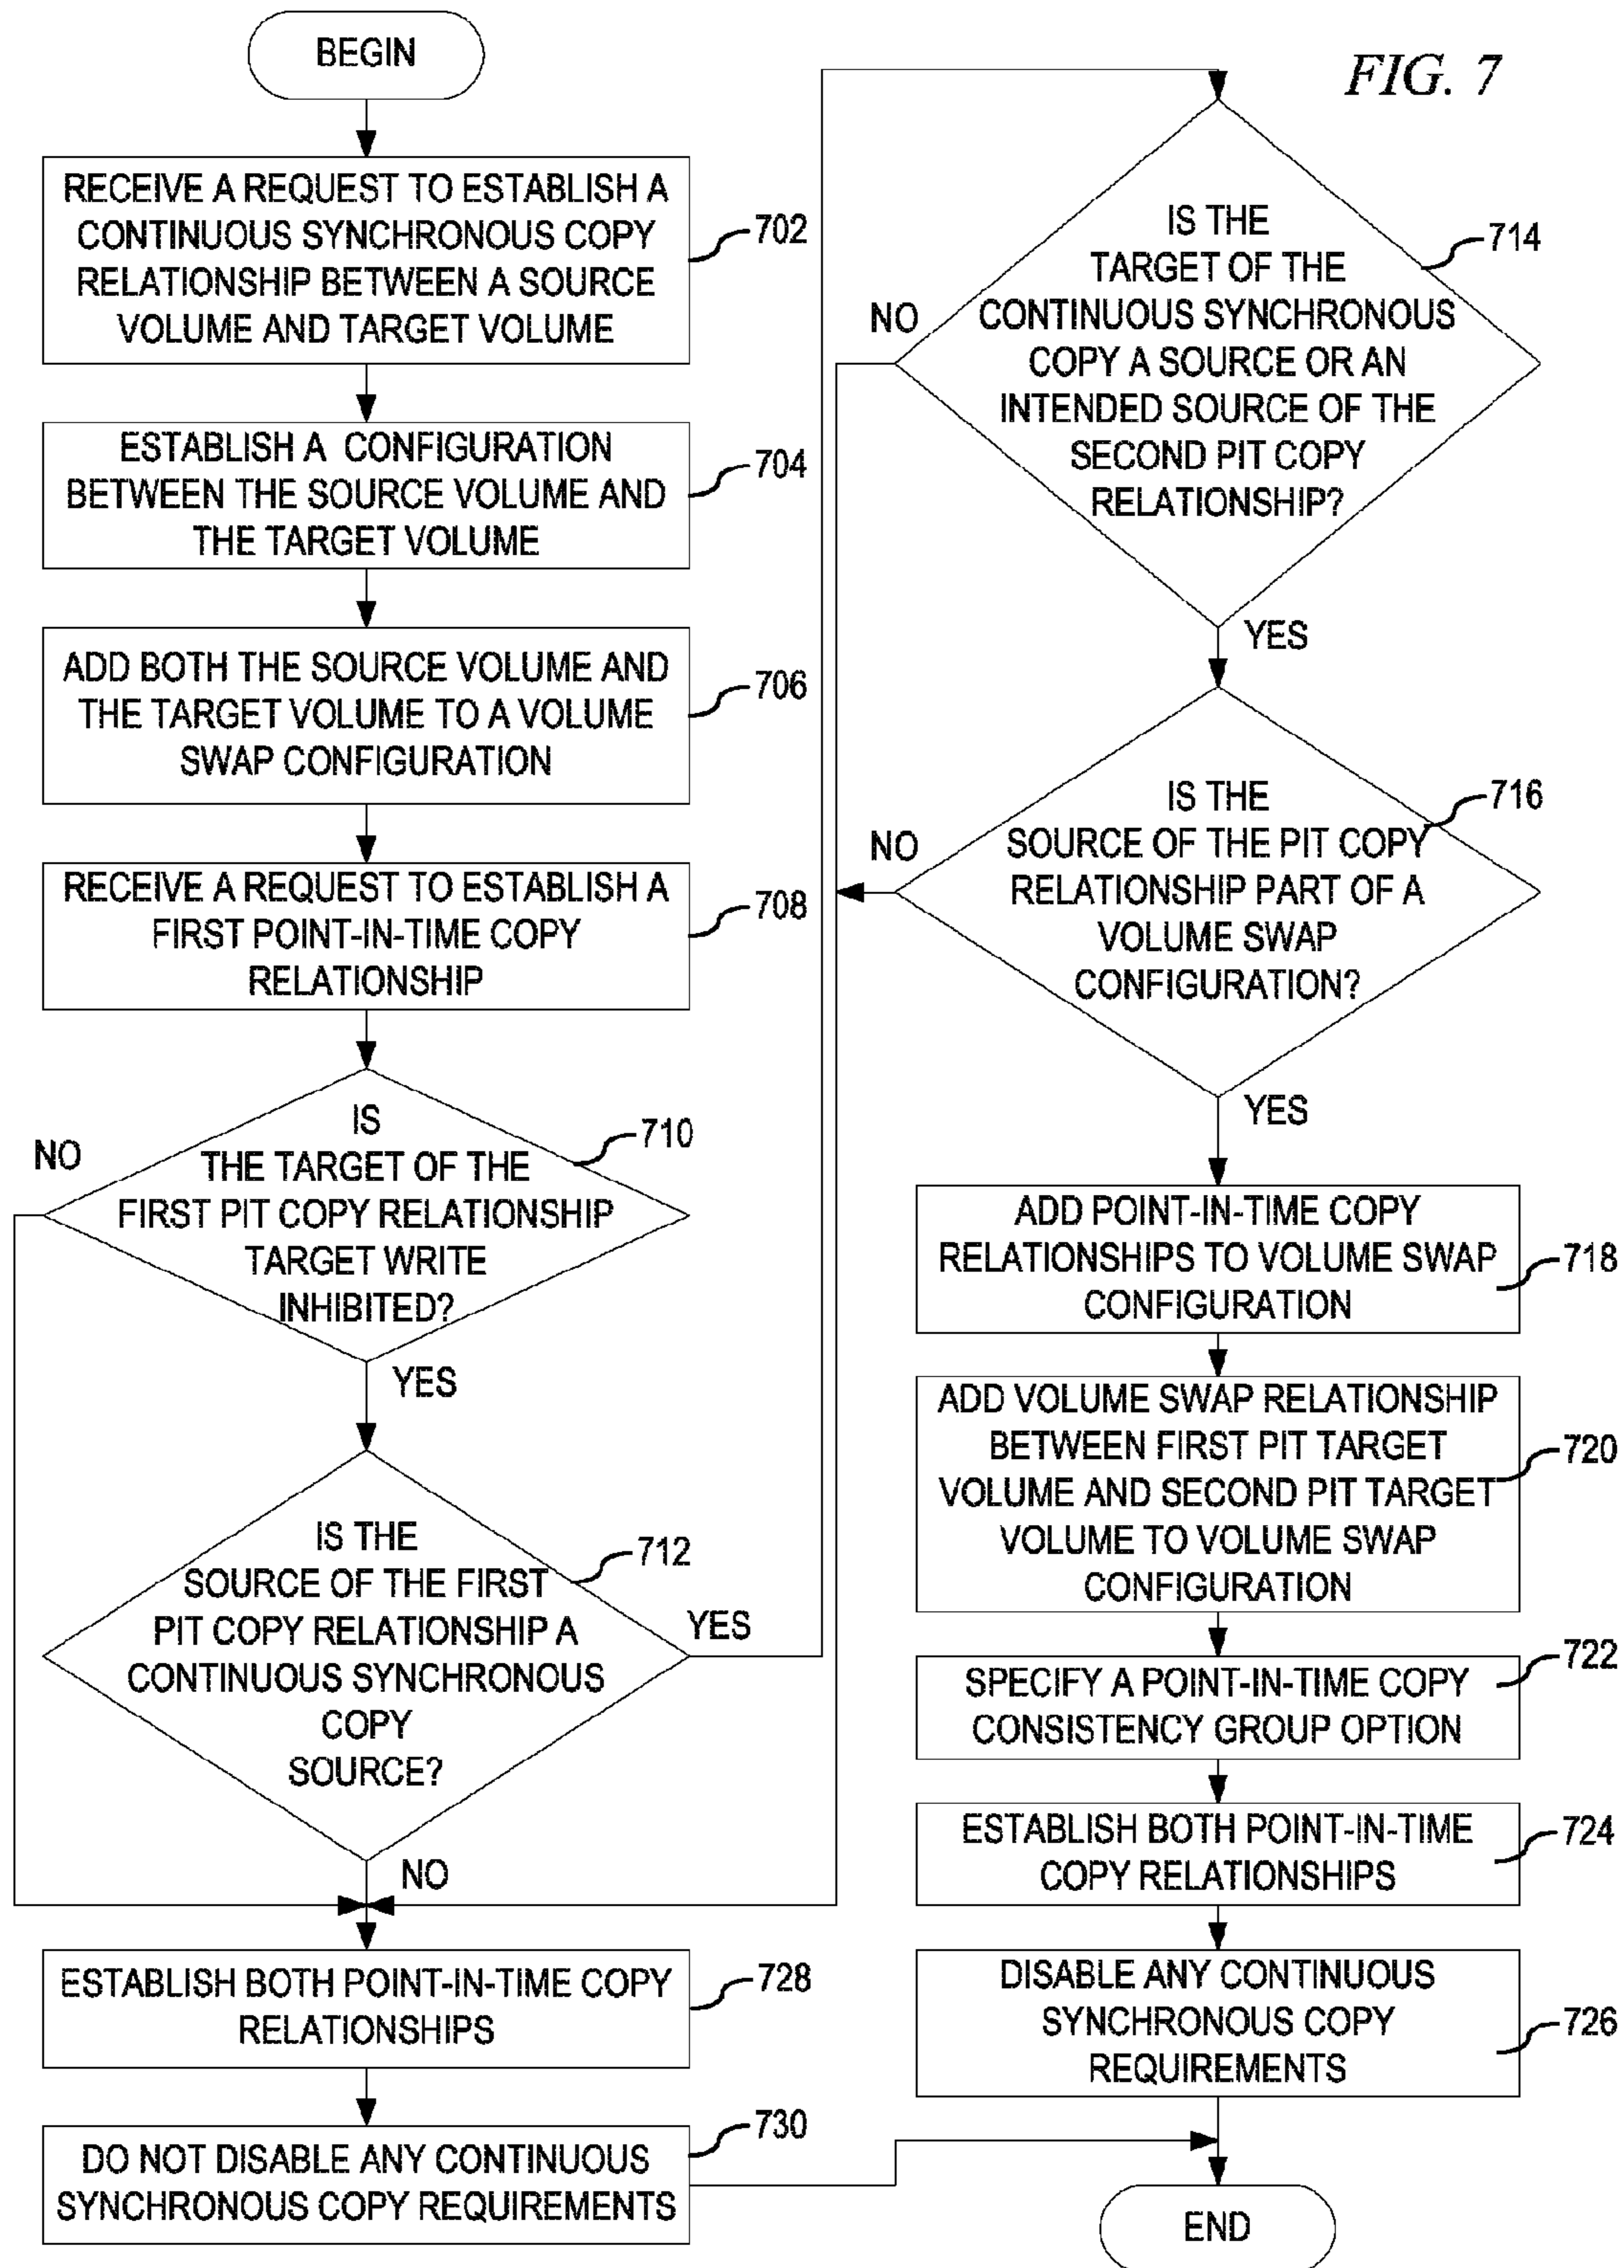 BEGIN
FIG. 7
RECEIVE A REQUEST TO ESTABLISH A
CONTINUOUS SYNCHRONOUS COPY
RELATIONSHIP BETWEEN A SOURCE
VOLUME AND TARGET VOLUME
702
ESTABLISH A CONFIGURATION
BETWEEN THE SOURCE VOLUME AND
THE TARGET VOLUME
704
ADD BOTH THE SOURCE VOLUME AND
THE TARGET VOLUME TO A VOLUME
SWAP CONFIGURATION
706
RECEIVE A REQUEST TO ESTABLISH A
FIRST POINT-IN-TIME COPY
RELATIONSHIP
708
IS
THE TARGET OF THE
FIRST PIT COPY RELATIONSHIP
TARGET WRITE
INHIBITED?
710
NO
YES
IS THE
SOURCE OF THE FIRST
PIT COPY RELATIONSHIP A
CONTINUOUS SYNCHRONOUS
COPY
SOURCE?
712
YES
NO
ESTABLISH BOTH POINT-IN-TIME COPY
RELATIONSHIPS
728
DO NOT DISABLE ANY CONTINUOUS
SYNCHRONOUS COPY REQUIREMENTS
730
IS THE
TARGET OF THE
CONTINUOUS SYNCHRONOUS
COPY A SOURCE OR AN
INTENDED SOURCE OF THE
SECOND PIT COPY
RELATIONSHIP?
714
NO
YES
IS THE
SOURCE OF THE PIT COPY
RELATIONSHIP PART OF A
VOLUME SWAP
CONFIGURATION?
716
NO
YES
ADD POINT-IN-TIME COPY
RELATIONSHIPS TO VOLUME SWAP
CONFIGURATION
718
ADD VOLUME SWAP RELATIONSHIP
BETWEEN FIRST PIT TARGET
VOLUME AND SECOND PIT TARGET
VOLUME TO VOLUME SWAP
CONFIGURATION
720
SPECIFY A POINT-IN-TIME COPY
CONSISTENCY GROUP OPTION
722
ESTABLISH BOTH POINT-IN-TIME
COPY RELATIONSHIPS
724
DISABLE ANY CONTINUOUS
SYNCHRONOUS COPY
REQUIREMENTS
726
END